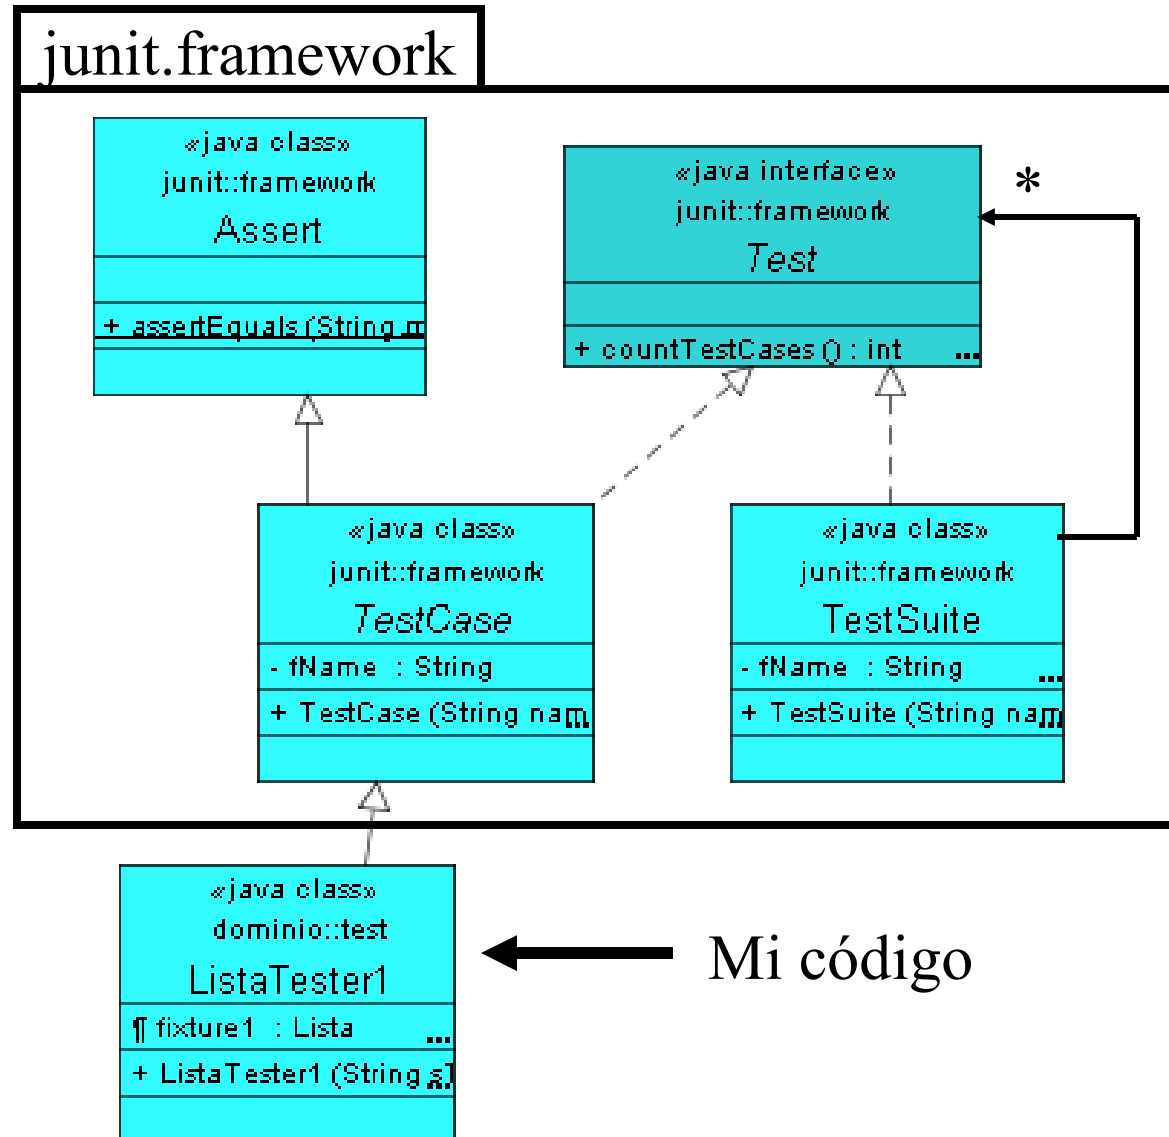 junit.framework
«java class»
junit::framework
Assert
+ assertEquals (String m
«java interface»
junit::framework
Test
+ countTestCases () : int ...
*
«java class»
junit::framework
TestCase
- fName : String
+ TestCase (String nam...
«java class»
junit::framework
TestSuite
- fName : String ...
+ TestSuite (String nam...
«java class»
dominio::test
ListaTester1
¶ fixture1 : Lista ...
+ ListaTester1 (String s)...
Mi código